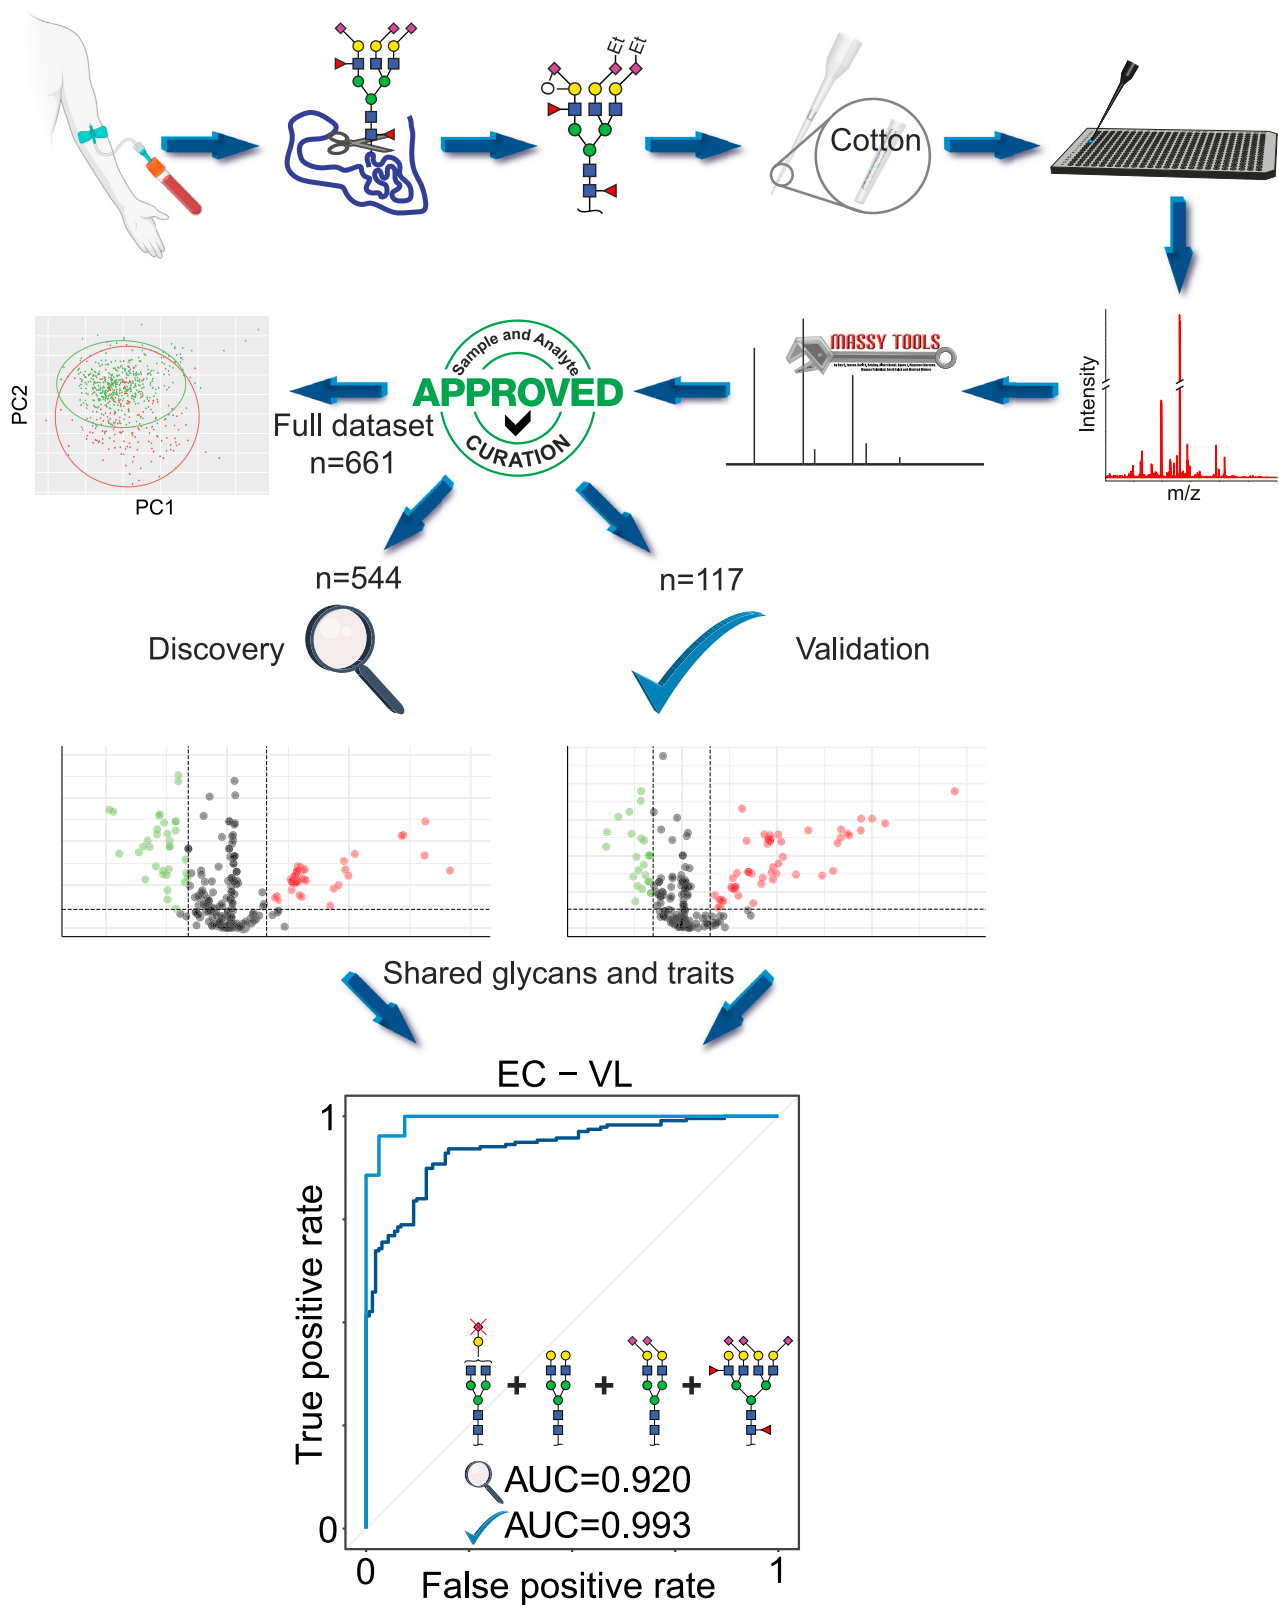 Et
Et
Cotton
PC2
PC1
Full dataset
n=661
Sample and Analyte
APPROVED
CURATION
MASSY TOOLS
Intensity
m/z
n=544
n=117
Discovery
Validation
Shared glycans and traits
EC – VL
1
True positive rate
+
+
+
AUC=0.920
AUC=0.993
0
0
1
False positive rate